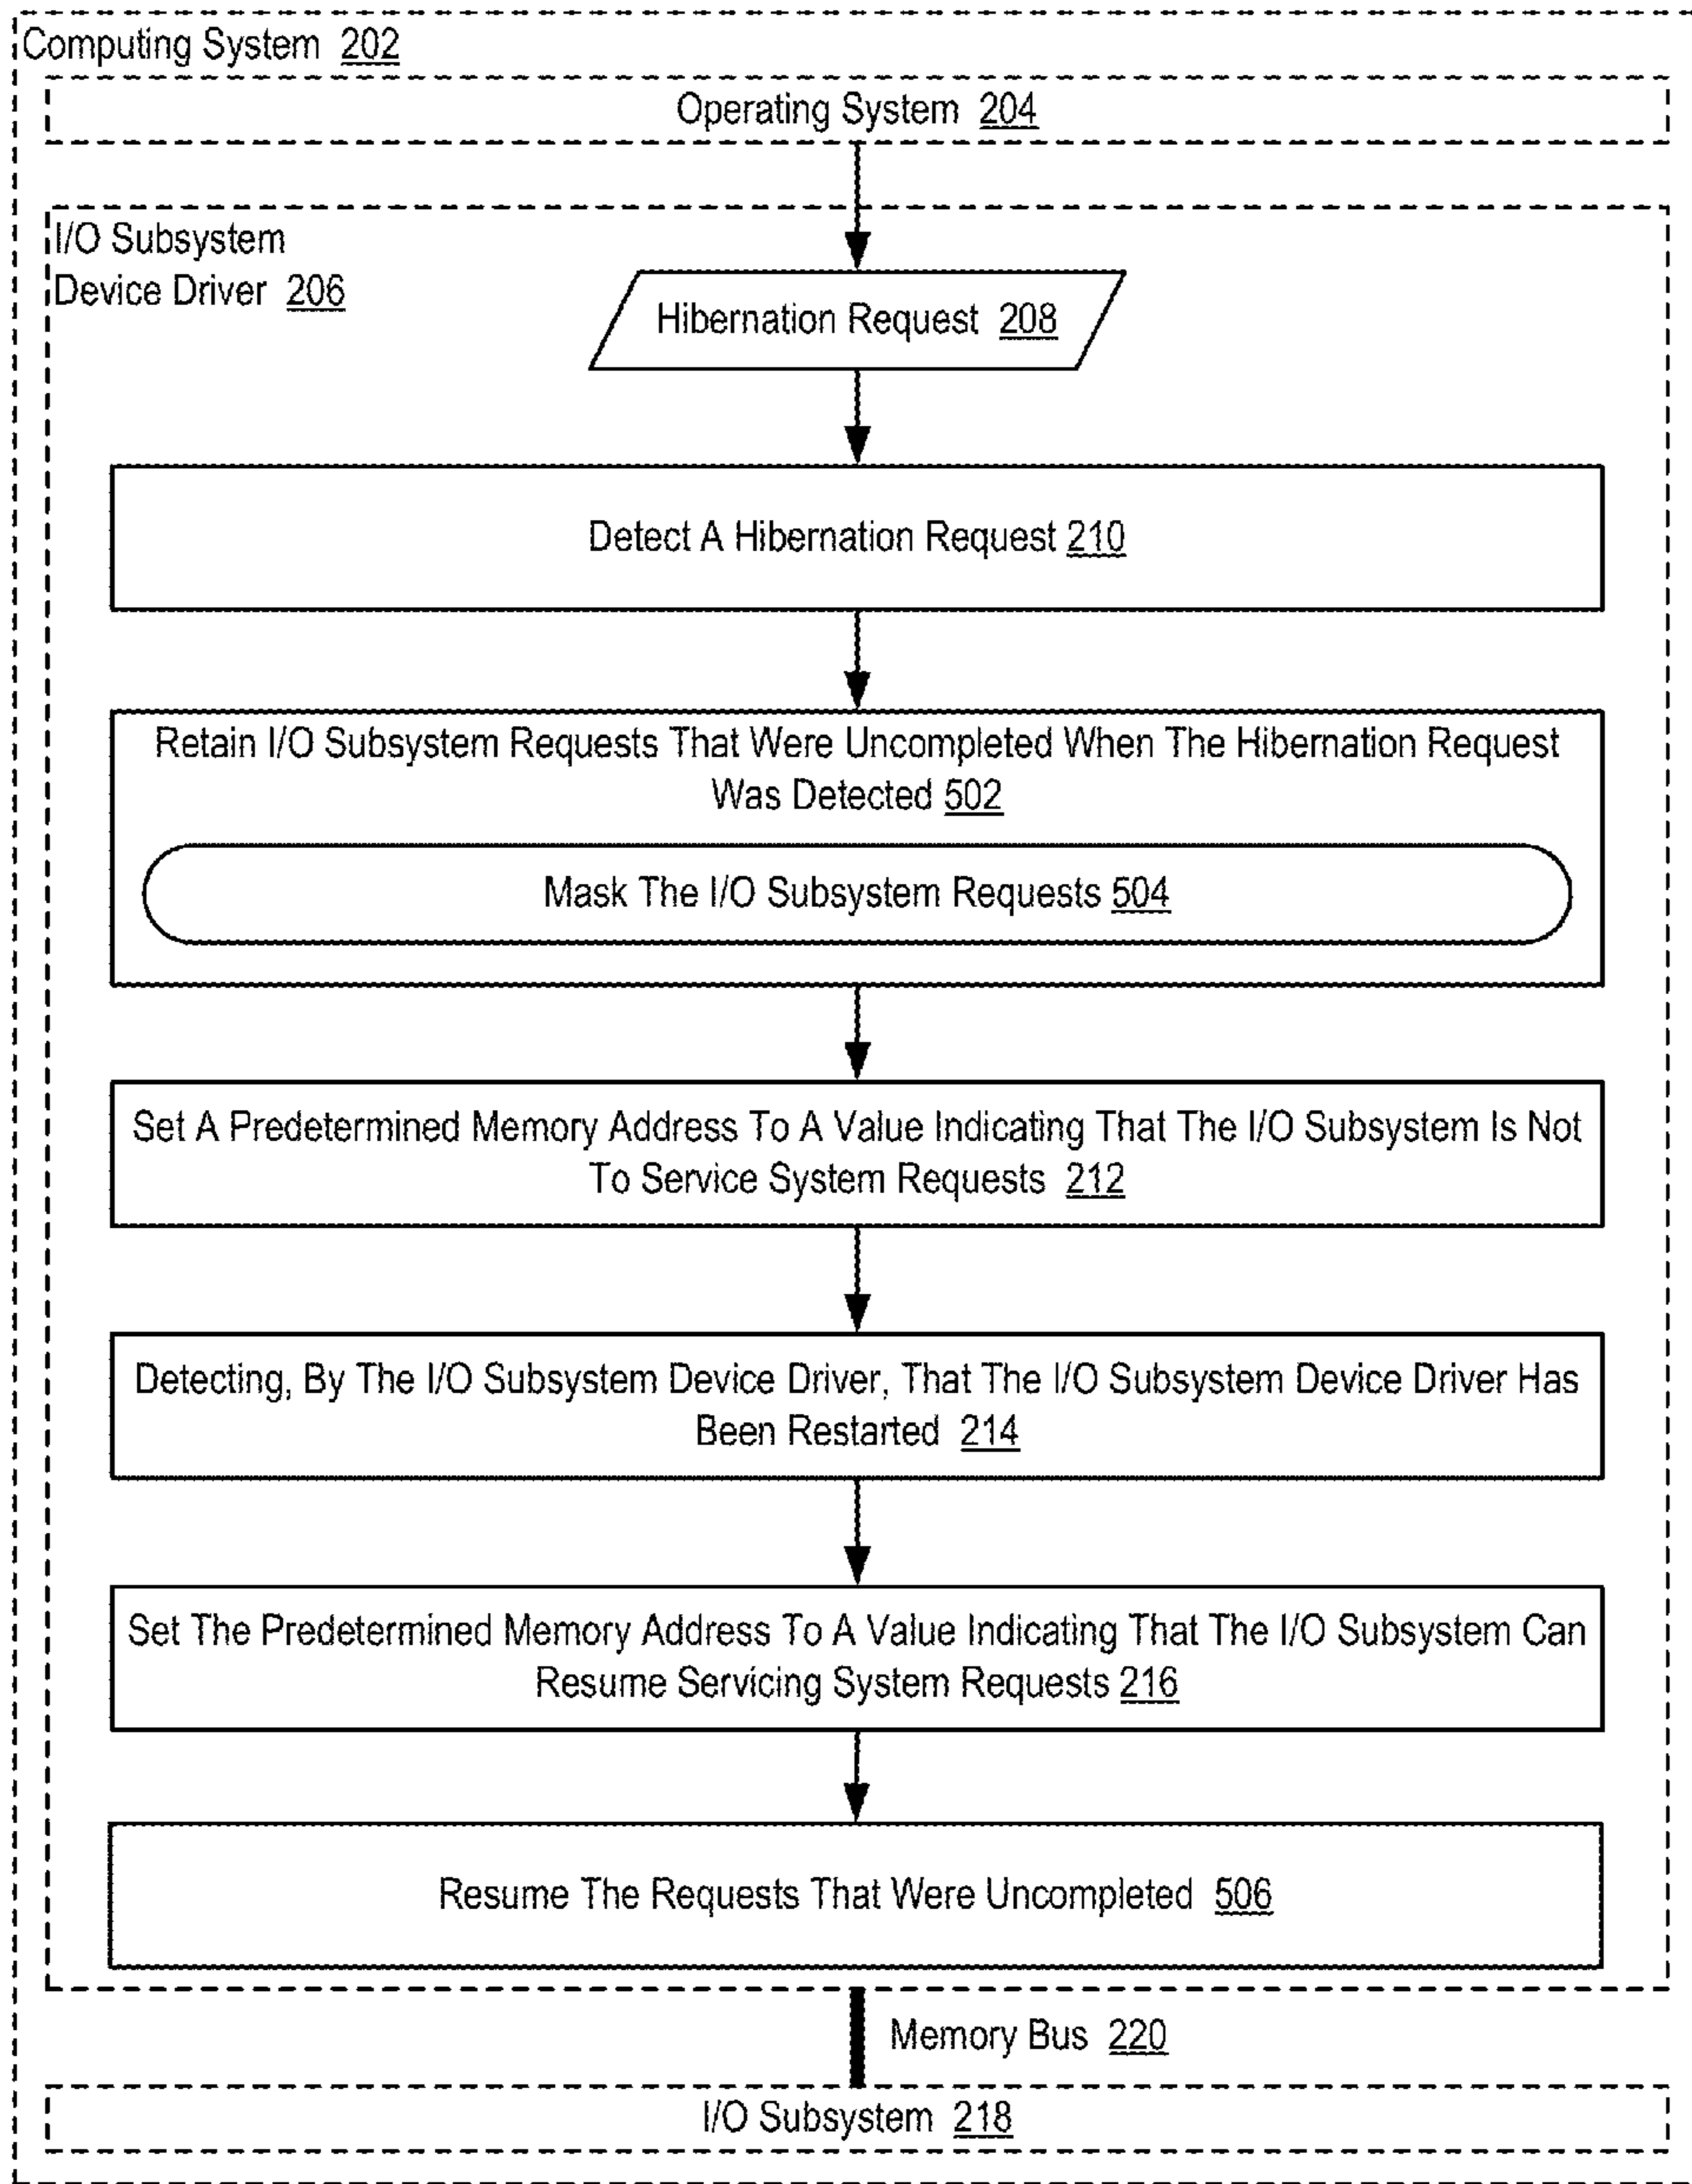 Computing System 202
Operating System 204
I/O Subsystem
Device Driver 206
Hibernation Request 208
Detect A Hibernation Request 210
Retain I/O Subsystem Requests That Were Uncompleted When The Hibernation Request
Was Detected 502
Mask The I/O Subsystem Requests 504
Set A Predetermined Memory Address To A Value Indicating That The I/O Subsystem Is Not
To Service System Requests 212
Detecting, By The I/O Subsystem Device Driver, That The I/O Subsystem Device Driver Has
Been Restarted 214
Set The Predetermined Memory Address To A Value Indicating That The I/O Subsystem Can
Resume Servicing System Requests 216
Resume The Requests That Were Uncompleted 506
Memory Bus 220
I/O Subsystem 218